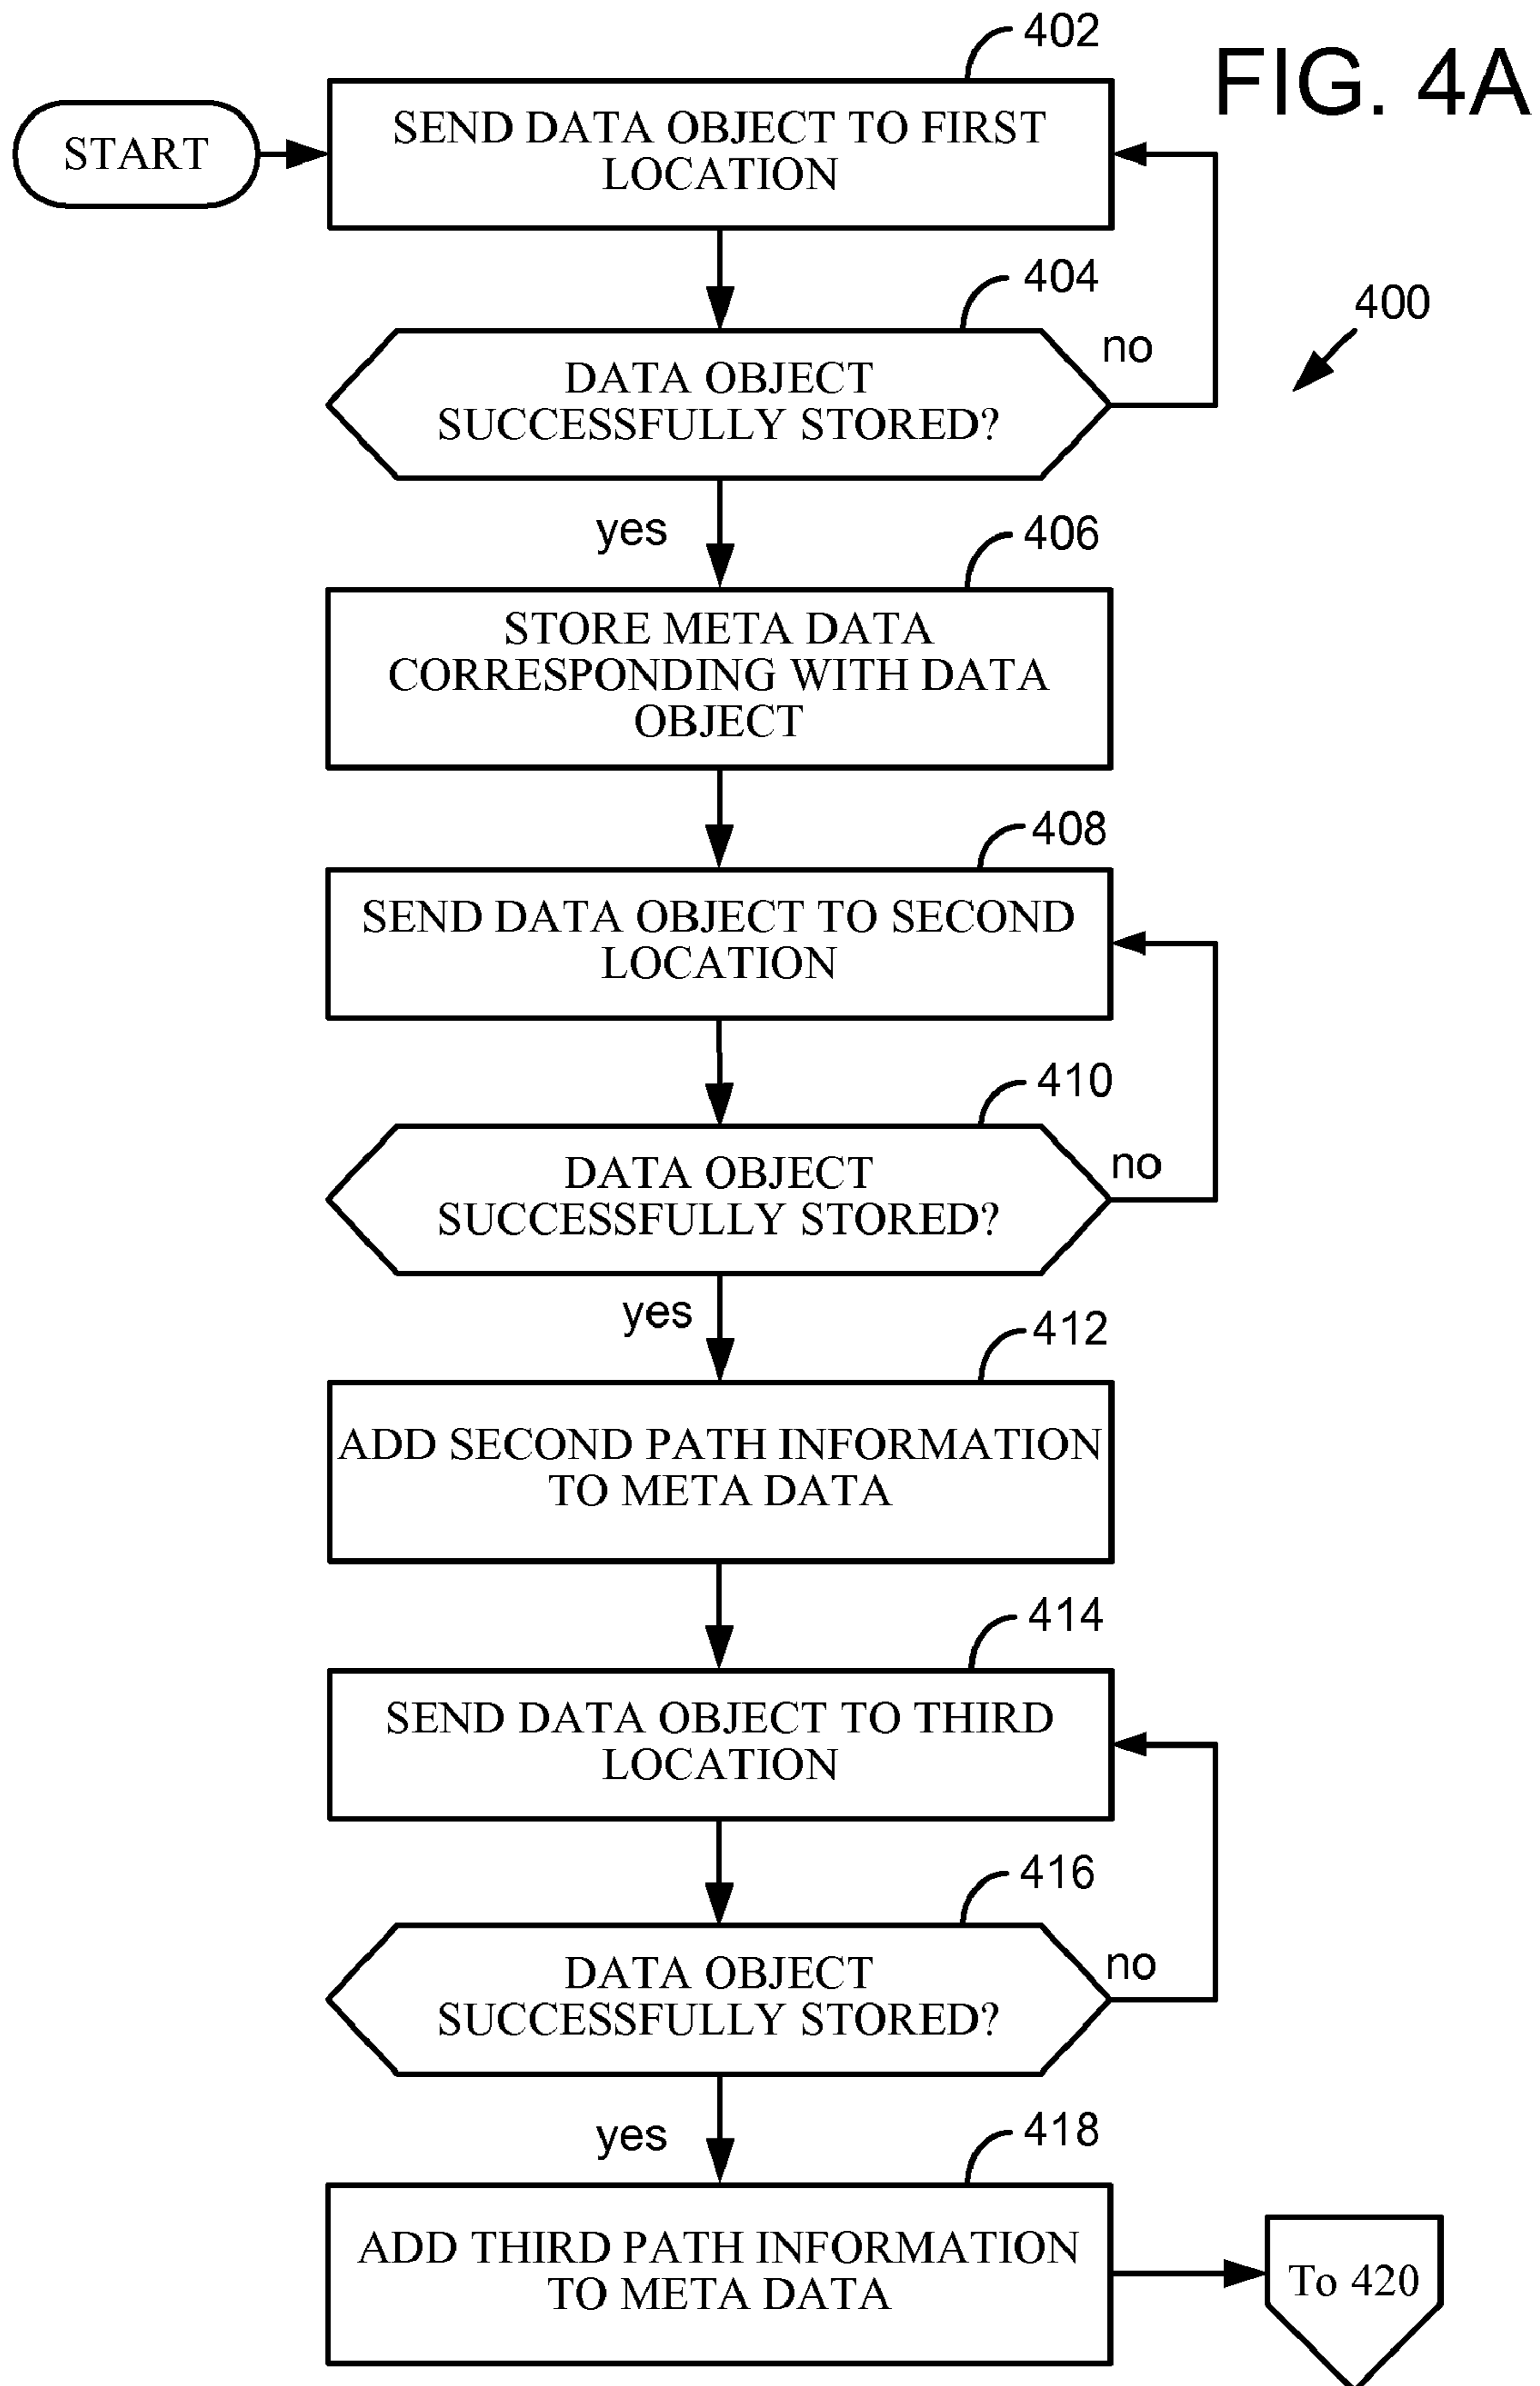 402
FIG. 4A
START
SEND DATA OBJECT TO FIRST
LOCATION
404
400
no
DATA OBJECT
SUCCESSFULLY STORED?
yes
406
STORE META DATA
CORRESPONDING WITH DATA
OBJECT
408
SEND DATA OBJECT TO SECOND
LOCATION
410
DATA OBJECT
SUCCESSFULLY STORED?
no
yes
412
ADD SECOND PATH INFORMATION
TO META DATA
414
SEND DATA OBJECT TO THIRD
LOCATION
416
DATA OBJECT
SUCCESSFULLY STORED?
no
yes
418
ADD THIRD PATH INFORMATION
TO META DATA
To 420